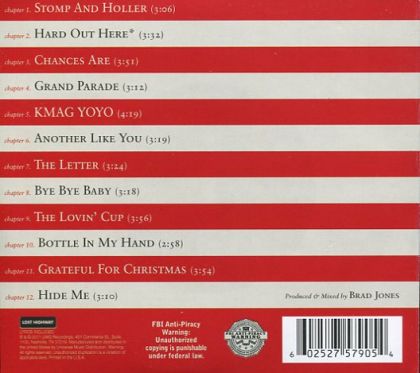 chapter 1. STOMP AND HOLLER (3:06)
chapter 2. HARD OUT HERE* (3:32)
chapter 3. CHANCES ARE (3:51)
chapter 4. GRAND PARADE (3:12)
chapter 5. KMAG YOYO (4:19)
chapter 6. ANOTHER LIKE YOU (3:19)
chapter 7. THE LETTER (3:24)
chapter 8. BYE BYE BABY (3:18)
chapter 9. THE LOVIN' CUP (3:56)
chapter 10. BOTTLE IN MY HAND (2:58)
chapter 11. GRATEFUL FOR CHRISTMAS (3:54)
chapter 12. HIDE ME (3:10)
Produced & Mixed by BRAD JONES
LOST HIGHWAY
FBI Anti-Piracy
Warning:
Unauthorized
copying is punishable
under federal law.
FBI ANTI-PIRACY
WARNING
6 02527 57905 4